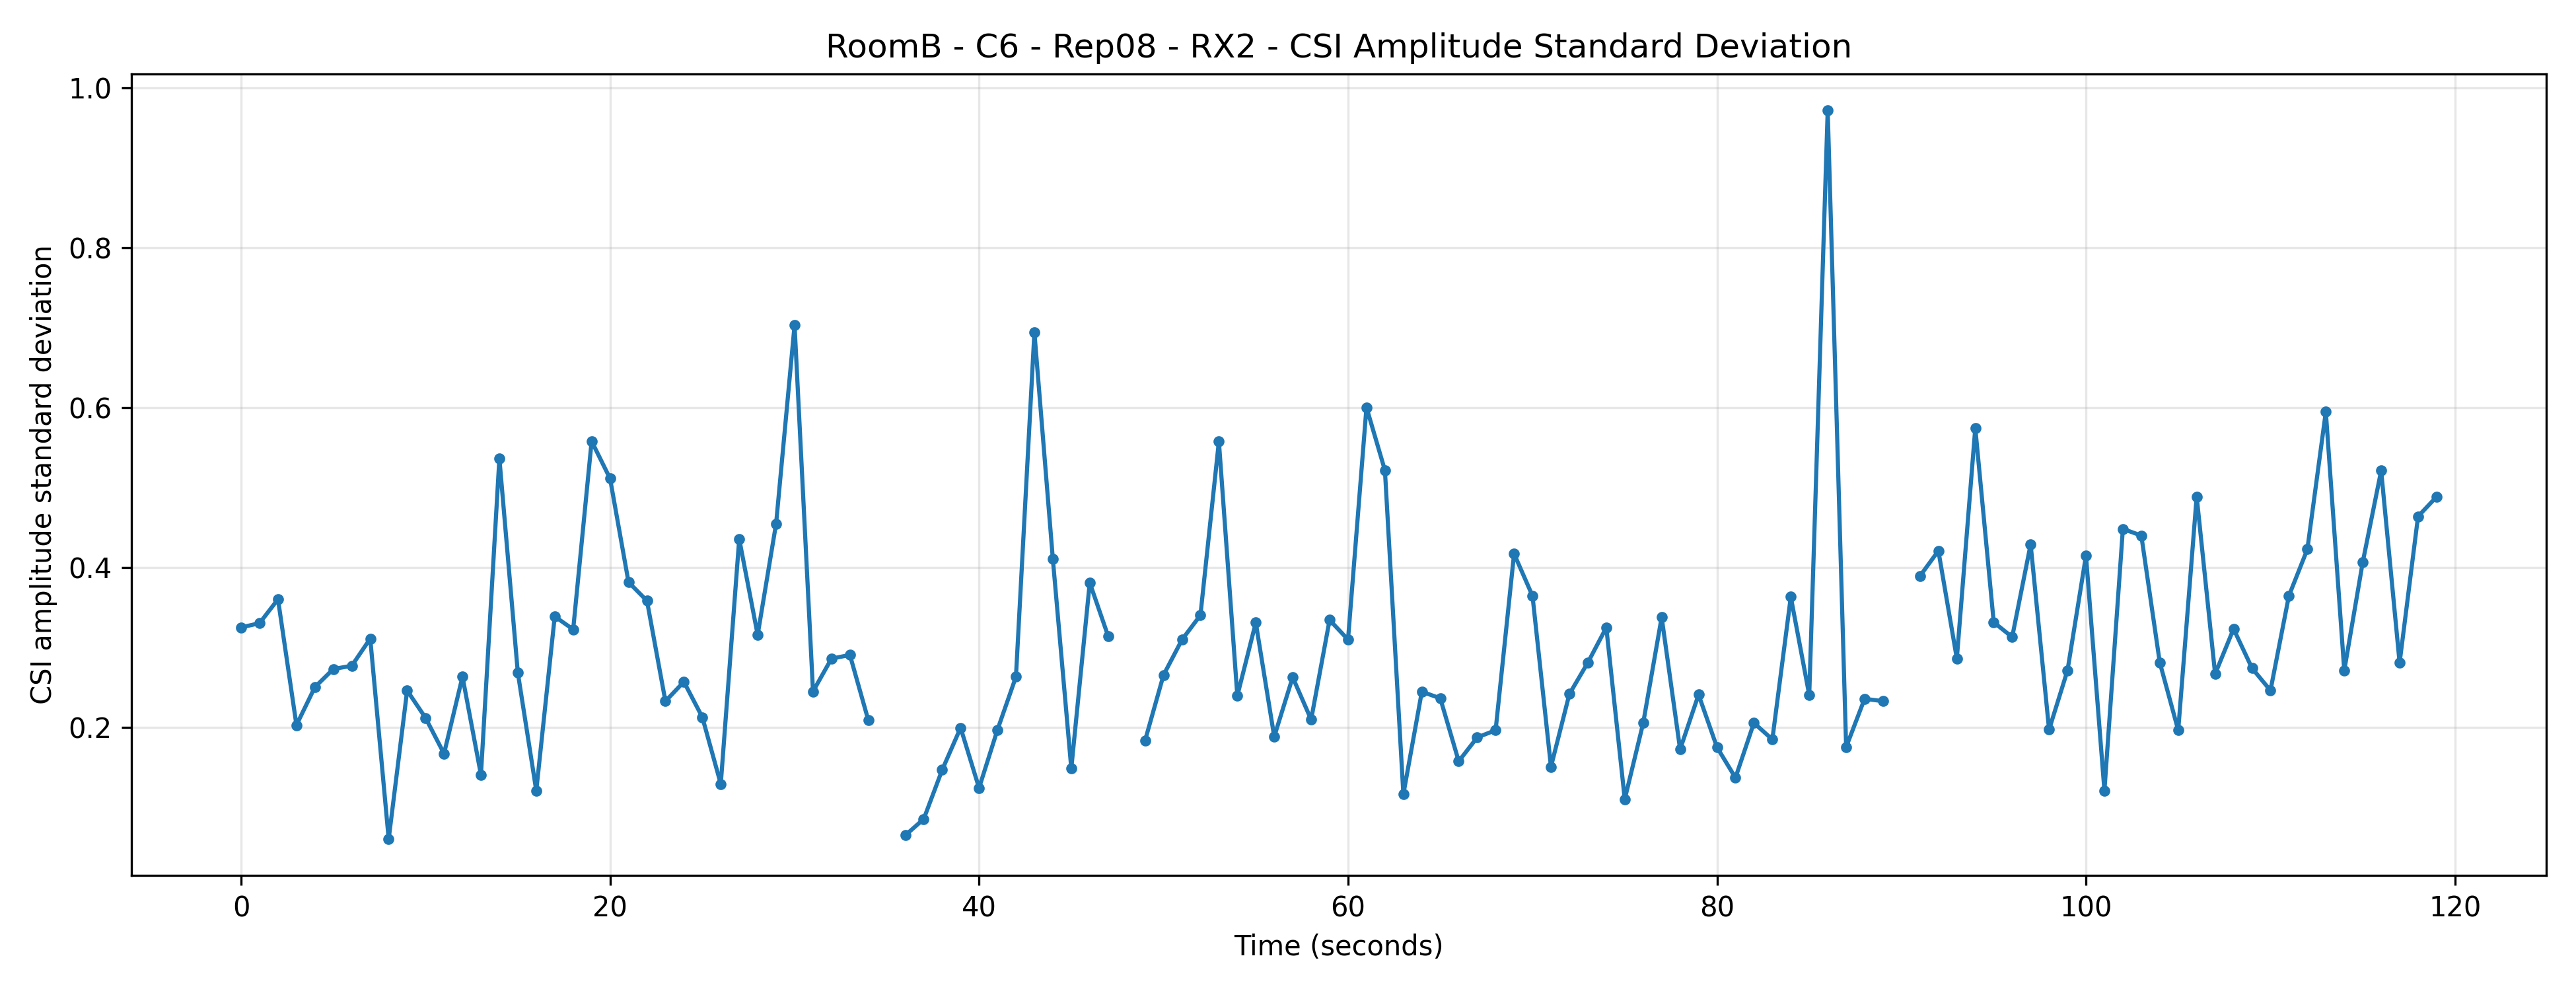 RoomB - C6 - Rep08 - RX2 - CSI Amplitude Standard Deviation
CSI amplitude standard deviation
1.0
0.8
0.6
0.4
0.2
0 20 40 60 80 100 120
Time (seconds)